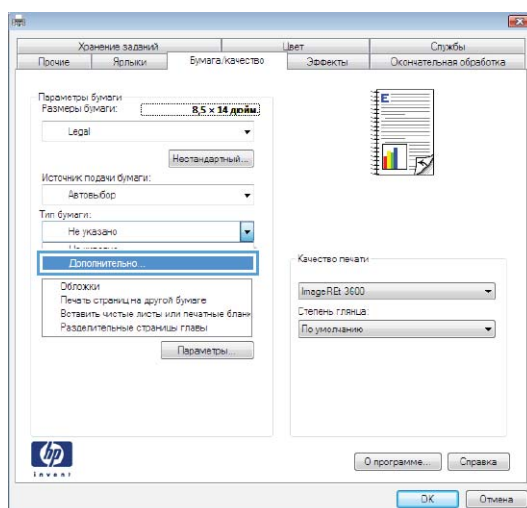 Хранение заданий Цвет Службы
Прочие Ярлыки Бумага/качество Эффекты Окончательная обработка
Параметры бумаги
Размеры бумаги: 8,5 × 14 дюйм.
Legal
Нестандартный...
Источник подачи бумаги:
Автовыбор
Тип бумаги:
Не указано
Дополнительно...
Обложки
Печать страниц на другой бумаге
Вставить чистые листы или печатные бланк
Разделительные страницы главы
Параметры...
Качество печати
ImageREt 3600
Степень глянца:
По умолчанию
E
hp
invent
О программе... Справка
OK Отмена